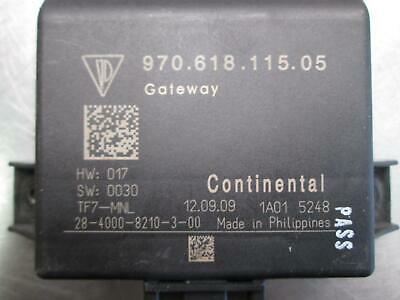 970.618.115.05
Gateway
HW: 017
SW: 0030
Continental
TF7-MNL 12.09.09 1A01 5248
28-4000-8210-3-00 Made in Philippines
PASS